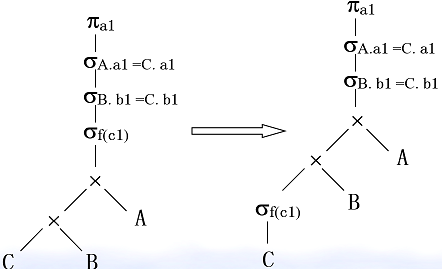 πa1
σA.a1 =C. a1
σB. b1 =C. b1
σf(c1)
×
×
A
C
B
πa1
σA.a1 =C. a1
σB. b1 =C. b1
×
×
A
σf(c1)
B
C